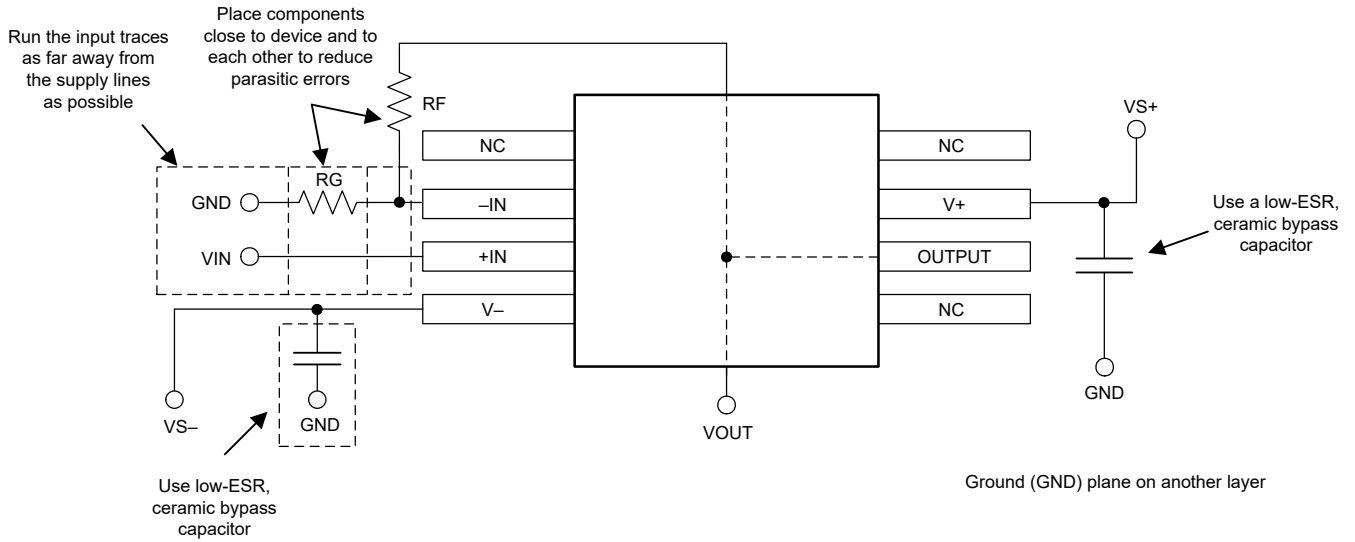 Run the input traces
as far away from
the supply lines
as possible
Place components
close to device and to
each other to reduce
parasitic errors
RF
RG
GND
VIN
NC
–IN
+IN
V–
NC
V+
OUTPUT
NC
VS+
Use a low-ESR,
ceramic bypass
capacitor
GND
VS–
GND
VOUT
Use low-ESR,
ceramic bypass
capacitor
Ground (GND) plane on another layer